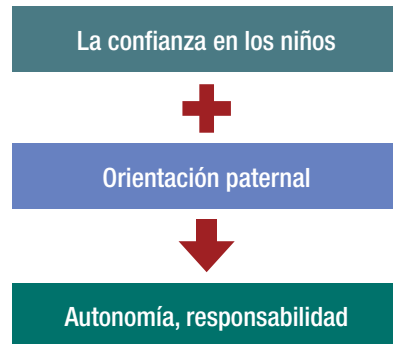 La confianza en los niños
Orientación paternal
Autonomía, responsabilidad